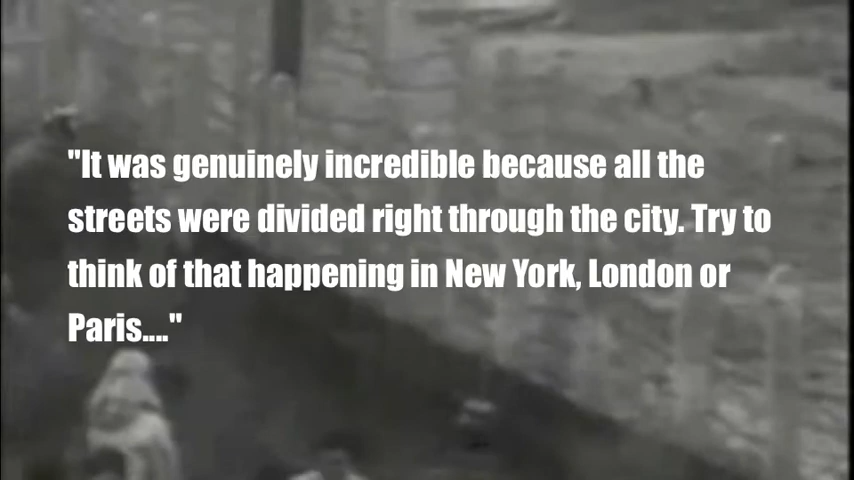 "It was genuinely incredible because all the
streets were divided right through the city. Try to
think of that happening in New York, London or
Paris...."